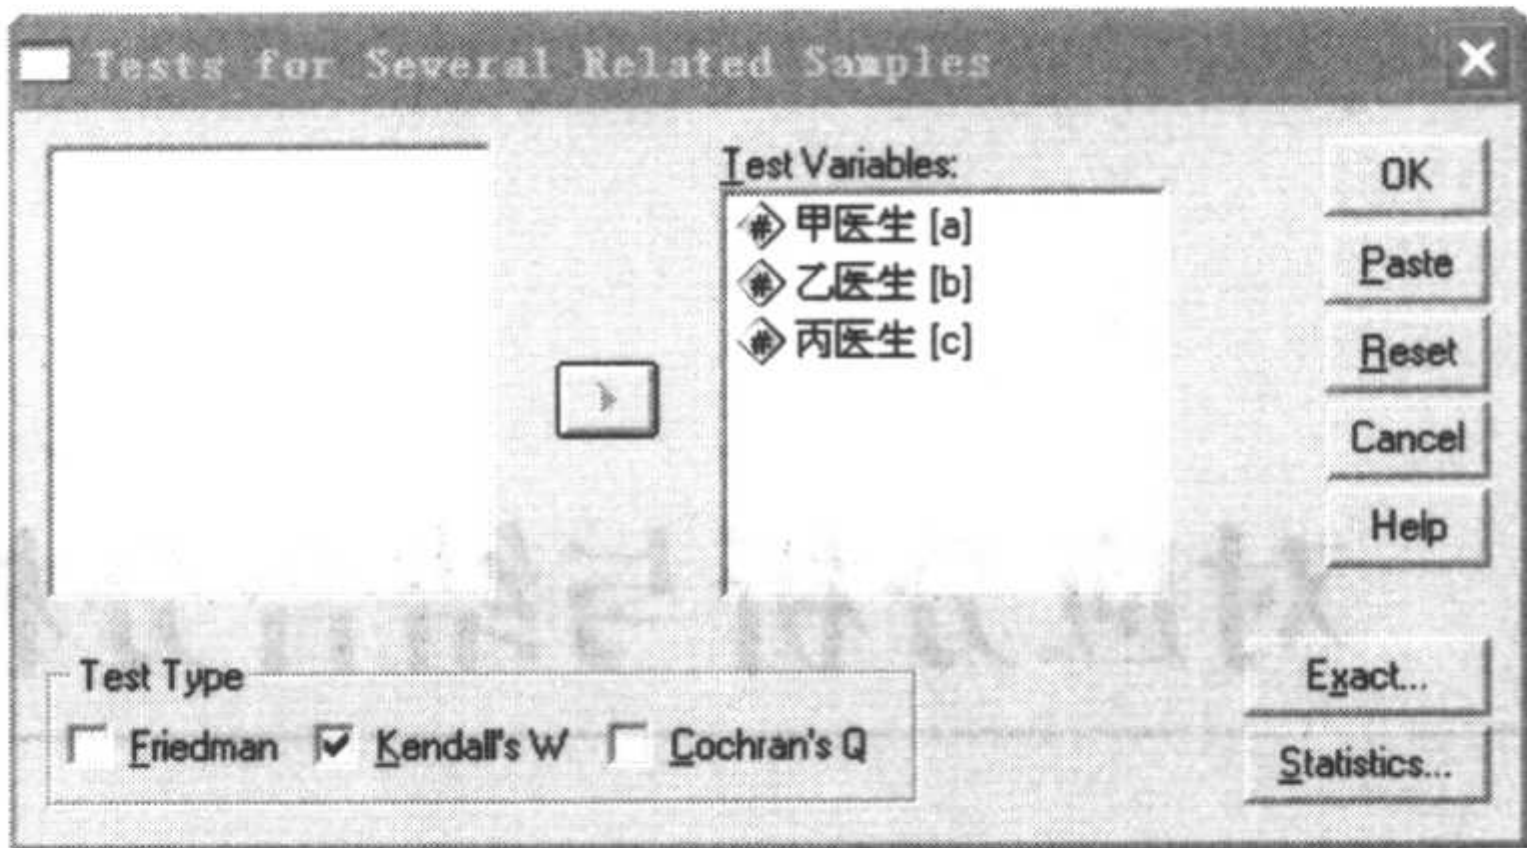 Tests for Several Related Samples
Test Variables:
甲医生 [a]
乙医生 [b]
丙医生 [c]
OK
Paste
Reset
Cancel
Help
Exact...
Statistics...
Test Type
Friedman
Kendall's W
Cochran's Q